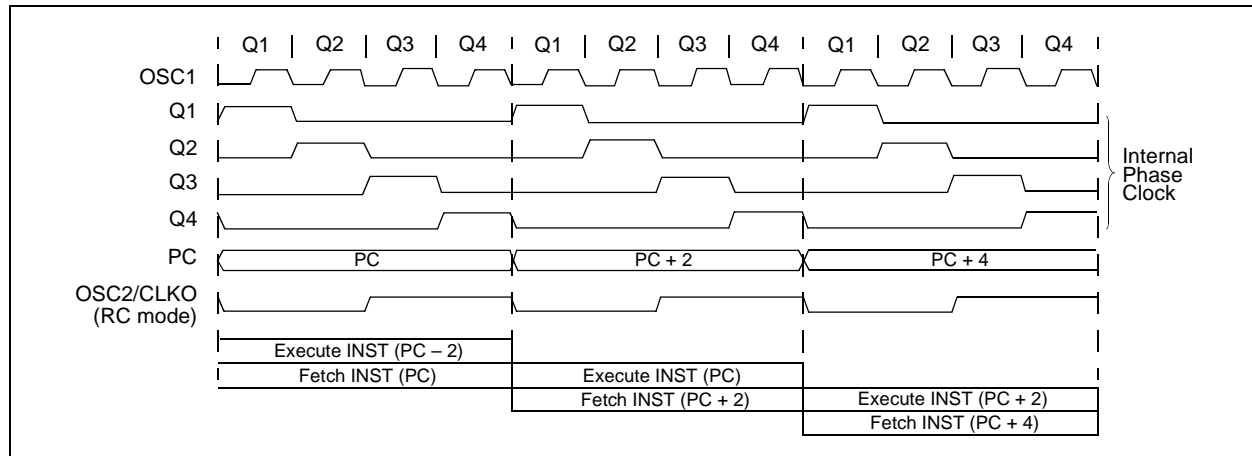 Q1 Q2 Q3 Q4 Q1 Q2 Q3 Q4 Q1 Q2 Q3 Q4
OSC1
Q1
Q2
Q3
Q4
Internal
Phase
Clock
PC PC PC + 2 PC + 4
OSC2/CLKO
(RC mode)
Execute INST (PC – 2)
Fetch INST (PC) Execute INST (PC)
Fetch INST (PC + 2) Execute INST (PC + 2)
Fetch INST (PC + 4)